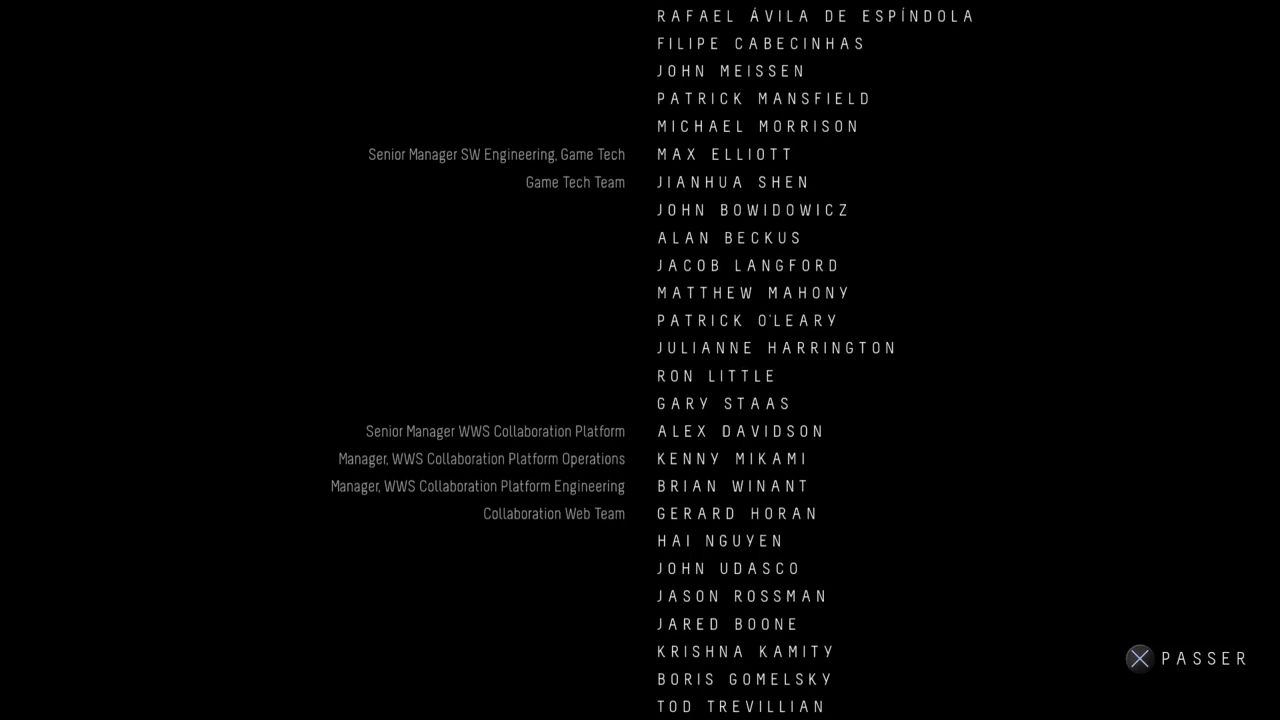 RAFAEL ÁVILA DE ESPÍNDOLA
FILIPE CABECINHAS
JOHN MEISSEN
PATRICK MANSFIELD
MICHAEL MORRISON
Senior Manager SW Engineering, Game Tech MAX ELLIOTT
Game Tech Team JIANHUA SHEN
JOHN BOWIDOWICZ
ALAN BECKUS
JACOB LANGFORD
MATTHEW MAHONY
PATRICK O'LEARY
JULIANNE HARRINGTON
RON LITTLE
GARY STAAS
Senior Manager WWS Collaboration Platform ALEX DAVIDSON
Manager, WWS Collaboration Platform Operations KENNY MIKAMI
Manager, WWS Collaboration Platform Engineering BRIAN WINANT
Collaboration Web Team GERARD HORAN
HAI NGUYEN
JOHN UDASCO
JASON ROSSMAN
JARED BOONE
KRISHNA KAMITY
PASSER
BORIS GOMELSKY
TOD TREVILLIAN